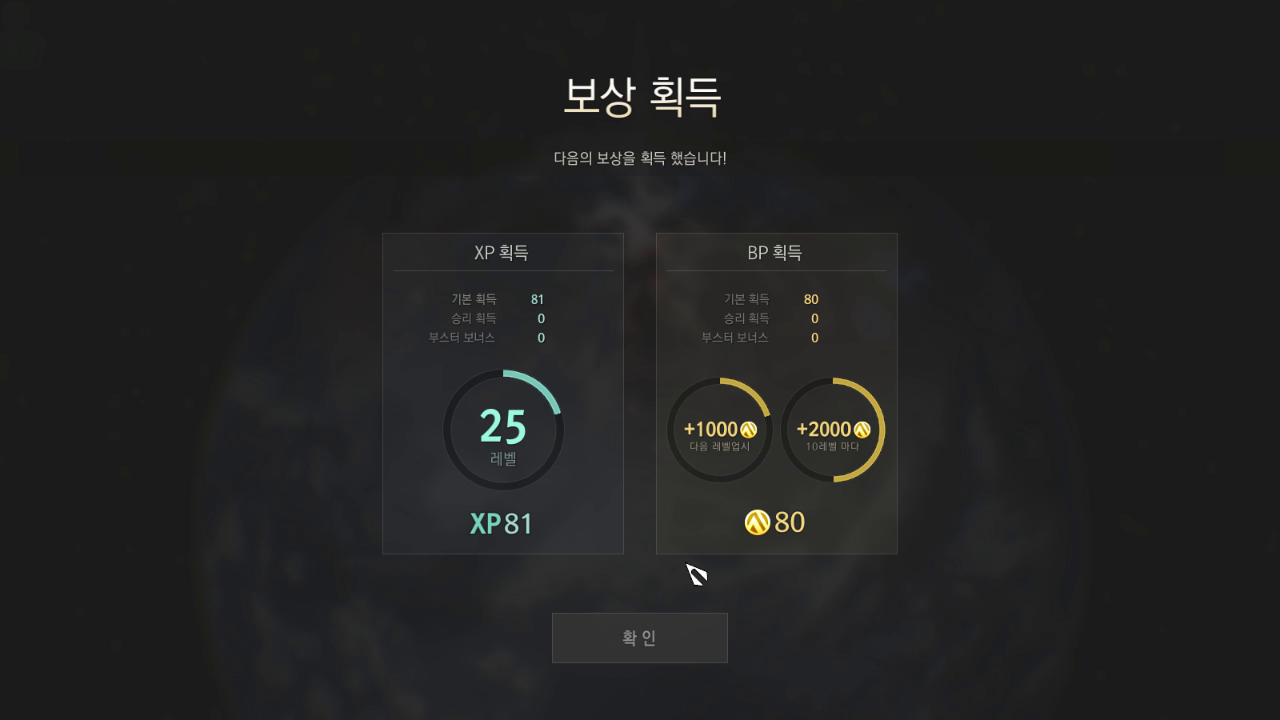 보상 획득
다음의 보상을 획득 했습니다!
XP 획득
기본 획득 81
승리 획득 0
부스터 보너스 0
25
레벨
XP 81
BP 획득
기본 획득 80
승리 획득 0
부스터 보너스 0
+1000
다음 레벨업시
+2000
10레벨 마다
80
확인